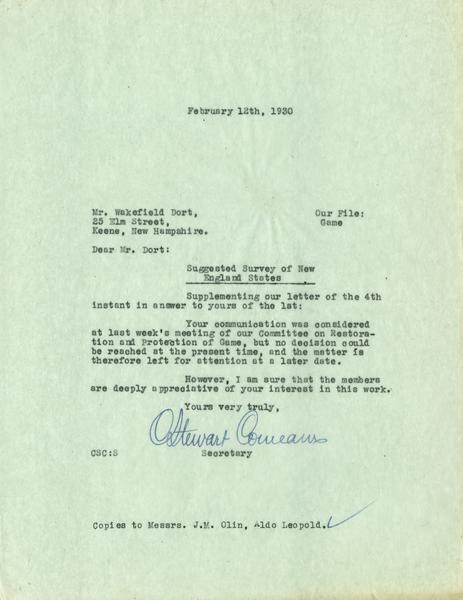 February 12th, 1930
Mr. Wakefield Dort,
25 Elm Street,
Keene, New Hampshire.
Our File:
Game
Dear Mr. Dort:
Suggested Survey of New
England States
Supplementing our letter of the 4th
instant in answer to yours of the 1st:
Your communication was considered
at last week's meeting of our Committee on Restora-
tion and Protection of Game, but no decision could
be reached at the present time, and the matter is
therefore left for attention at a later date.
However, I am sure that the members
are deeply appreciative of your interest in this work.
Yours very truly,
C Stewart Comeaux
CSC:S
Secretary
Copies to Messrs. J.M. Olin, Aldo Leopold.